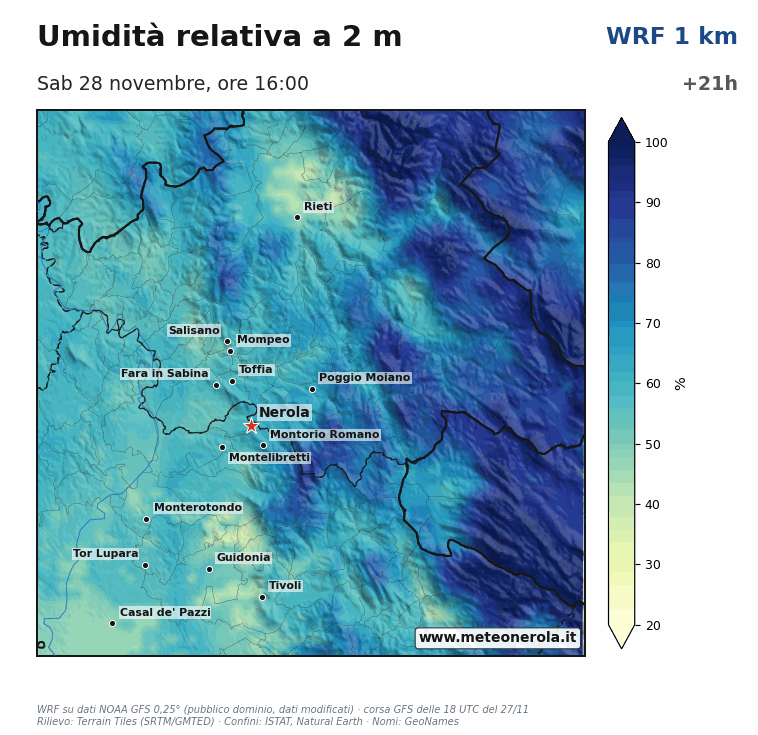 Umidità relativa a 2 m
WRF 1 km
Sab 28 novembre, ore 16:00
+21h
Rieti
Salisano
Mompeo
Toffia
Fara in Sabina
Poggio Moiano
Nerola
Montorio Romano
Montelibretti
Monterotondo
Tor Lupara
Guidonia
Tivoli
Casal de' Pazzi
www.meteonerola.it
100
90
80
70
60
50
40
30
20
%
WRF su dati NOAA GFS 0,25° (pubblico dominio, dati modificati) · corsa GFS delle 18 UTC del 27/11
Rilievo: Terrain Tiles (SRTM/GMTED) · Confini: ISTAT, Natural Earth · Nomi: GeoNames